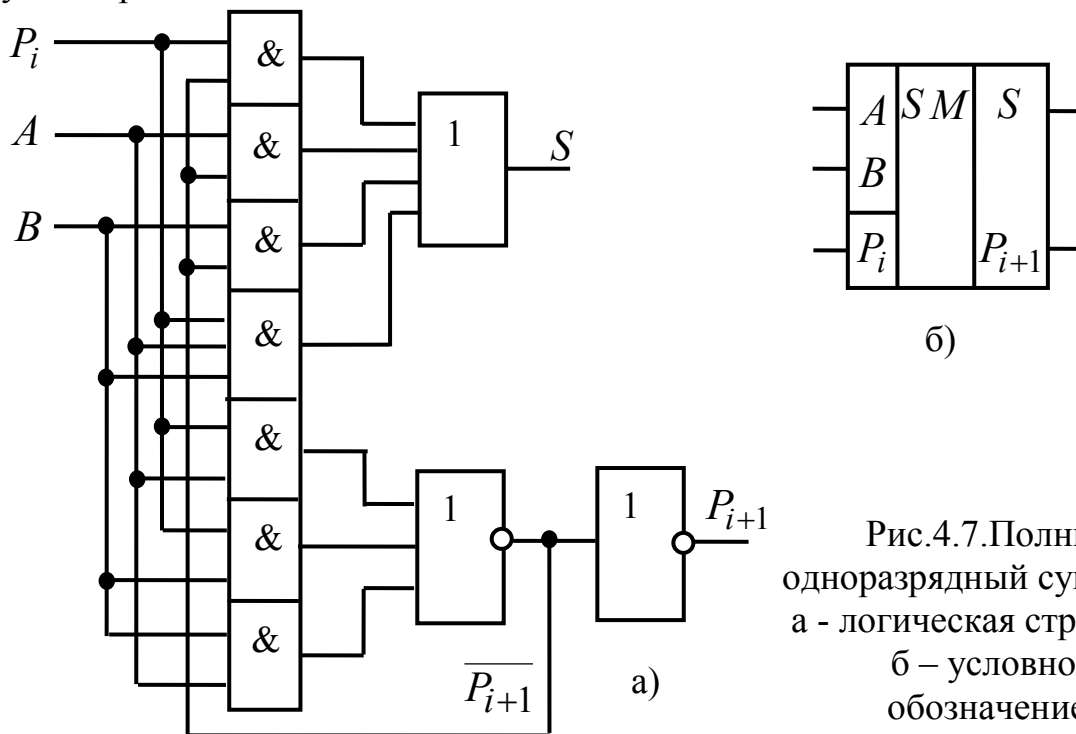 P_i
A
B
&
&
&
&
&
&
&
1
S
1
1
P_{i+1}
\overline{P_{i+1}}
а)
A
B
P_i
S M
S
P_{i+1}
б)
Рис.4.7.Полн
одноразрядный су
а - логическая стр
б – условно
обозначение